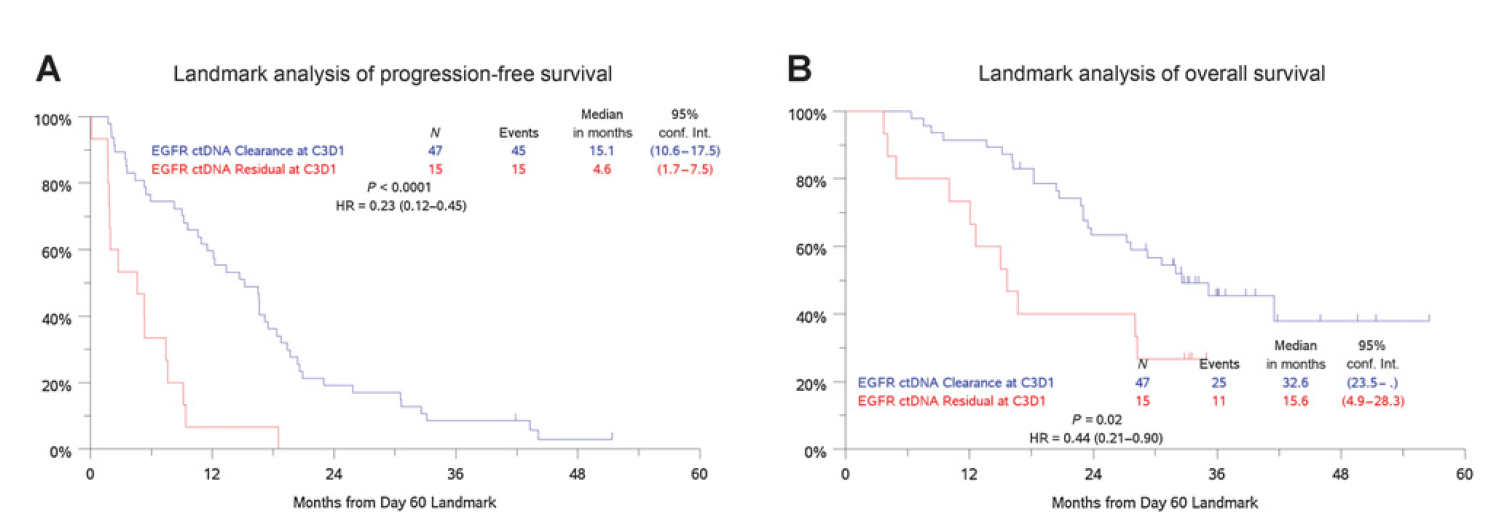 A
Landmark analysis of progression-free survival
Median 95%
N Events in months conf. Int.
EGFR ctDNA Clearance at C3D1 47 45 15.1 (10.6–17.5)
EGFR ctDNA Residual at C3D1 15 15 4.6 (1.7–7.5)
P < 0.0001
HR = 0.23 (0.12–0.45)
100%
80%
60%
40%
20%
0%
0 12 24 36 48 60
Months from Day 60 Landmark
B
Landmark analysis of overall survival
100%
80%
60%
40%
20%
0%
Median 95%
N Events in months conf. Int.
EGFR ctDNA Clearance at C3D1 47 25 32.6 (23.5– .)
EGFR ctDNA Residual at C3D1 15 11 15.6 (4.9–28.3)
P = 0.02
HR = 0.44 (0.21–0.90)
0 12 24 36 48 60
Months from Day 60 Landmark